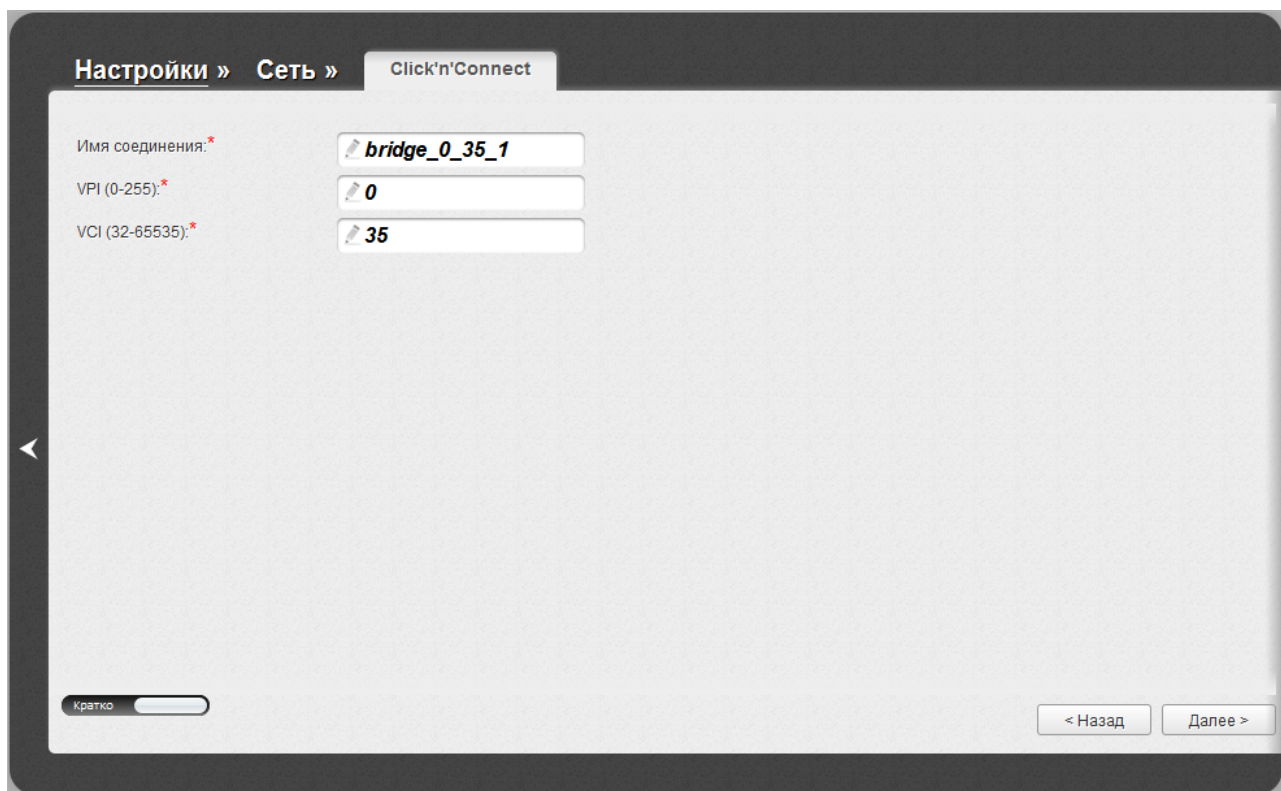 Настройки » Сеть » Click'n'Connect
Имя соединения:* bridge_0_35_1
VPI (0-255):* 0
VCI (32-65535):* 35
Кратко
< Назад Далее >